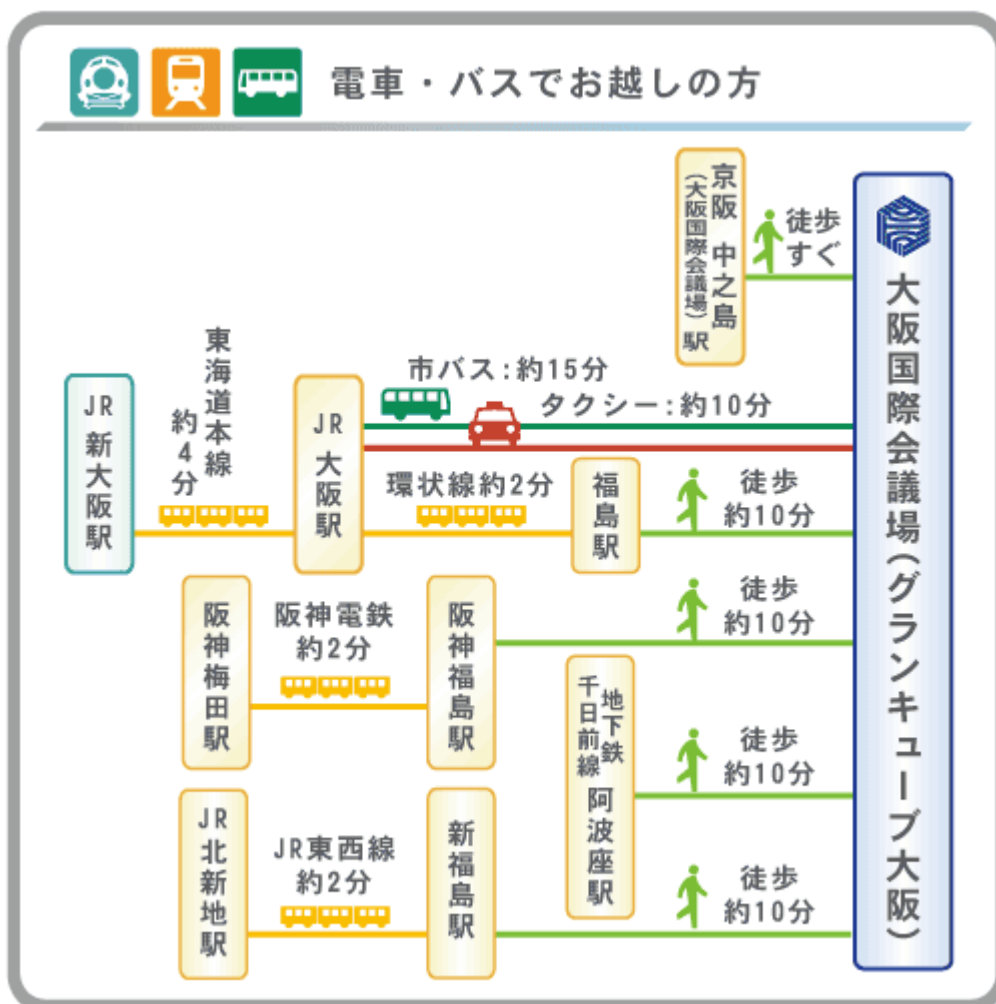 電車・バスでお越しの方
京阪 中之島駅
(大阪国際会議場)
徒歩
すぐ
大阪国際会議場(グランキューブ大阪)
JR 新大阪駅
東海道本線
約4分
JR 大阪駅
市バス:約15分
タクシー:約10分
環状線約2分
福島駅
徒歩
約10分
阪神梅田駅
阪神電鉄
約2分
阪神福島駅
徒歩
約10分
地下鉄
千日前線
阿波座駅
徒歩
約10分
JR北新地駅
JR東西線
約2分
新福島駅
徒歩
約10分